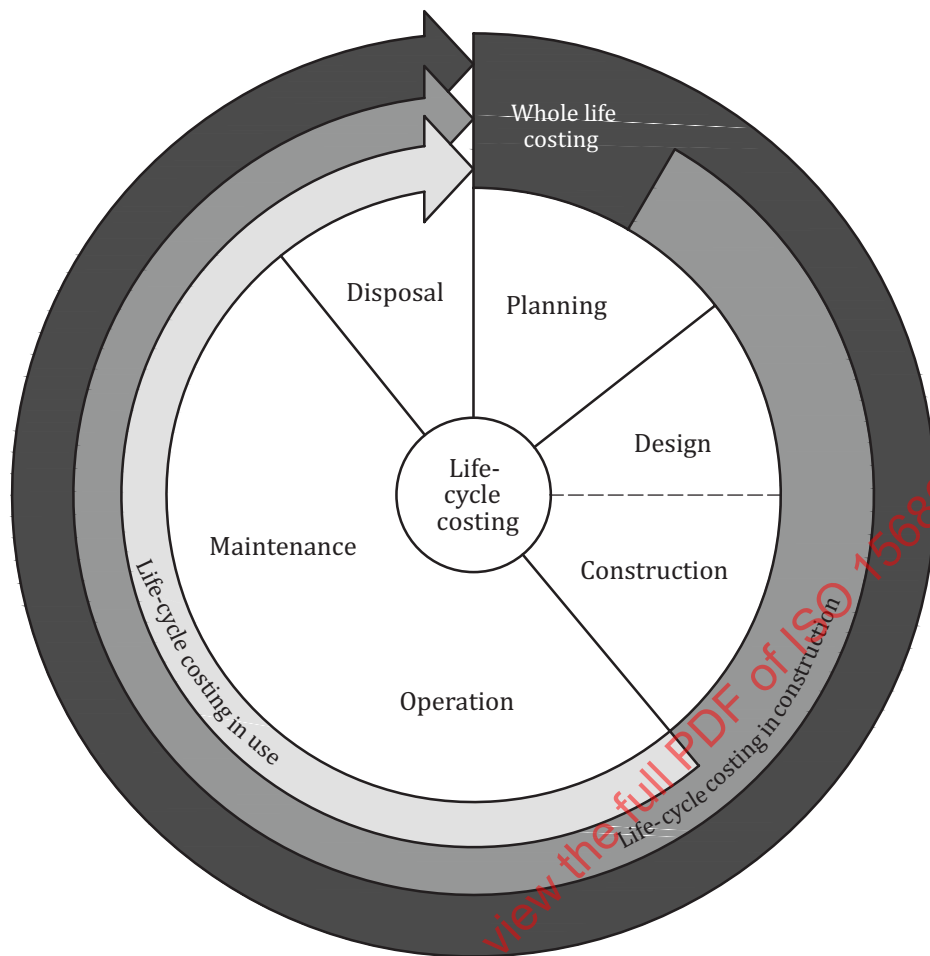 Whole life
costing
Disposal
Planning
Design
Life-
cycle
costing
Maintenance
Construction
Operation
Life-cycle costing in use
Life-cycle costing in construction
view the full PDF of ISO 1568